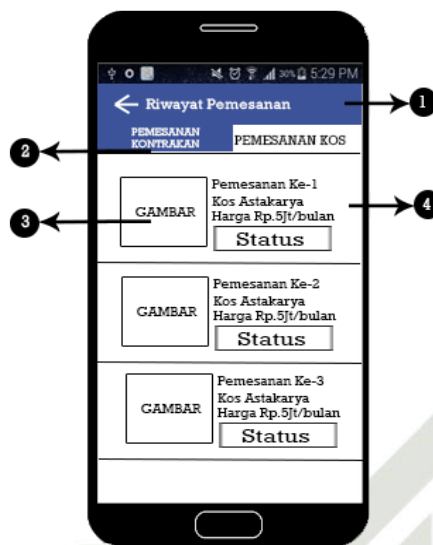 30% 5:29 PM
Riwayat Pemesanan
1
PEMESANAN
KONTRAKAN
PEMESANAN KOS
2
3
4
GAMBAR
Pemesanan Ke-1
Kos Astakarya
Harga Rp.5Jt/bulan
Status
GAMBAR
Pemesanan Ke-2
Kos Astakarya
Harga Rp.5Jt/bulan
Status
GAMBAR
Pemesanan Ke-3
Kos Astakarya
Harga Rp.5Jt/bulan
Status